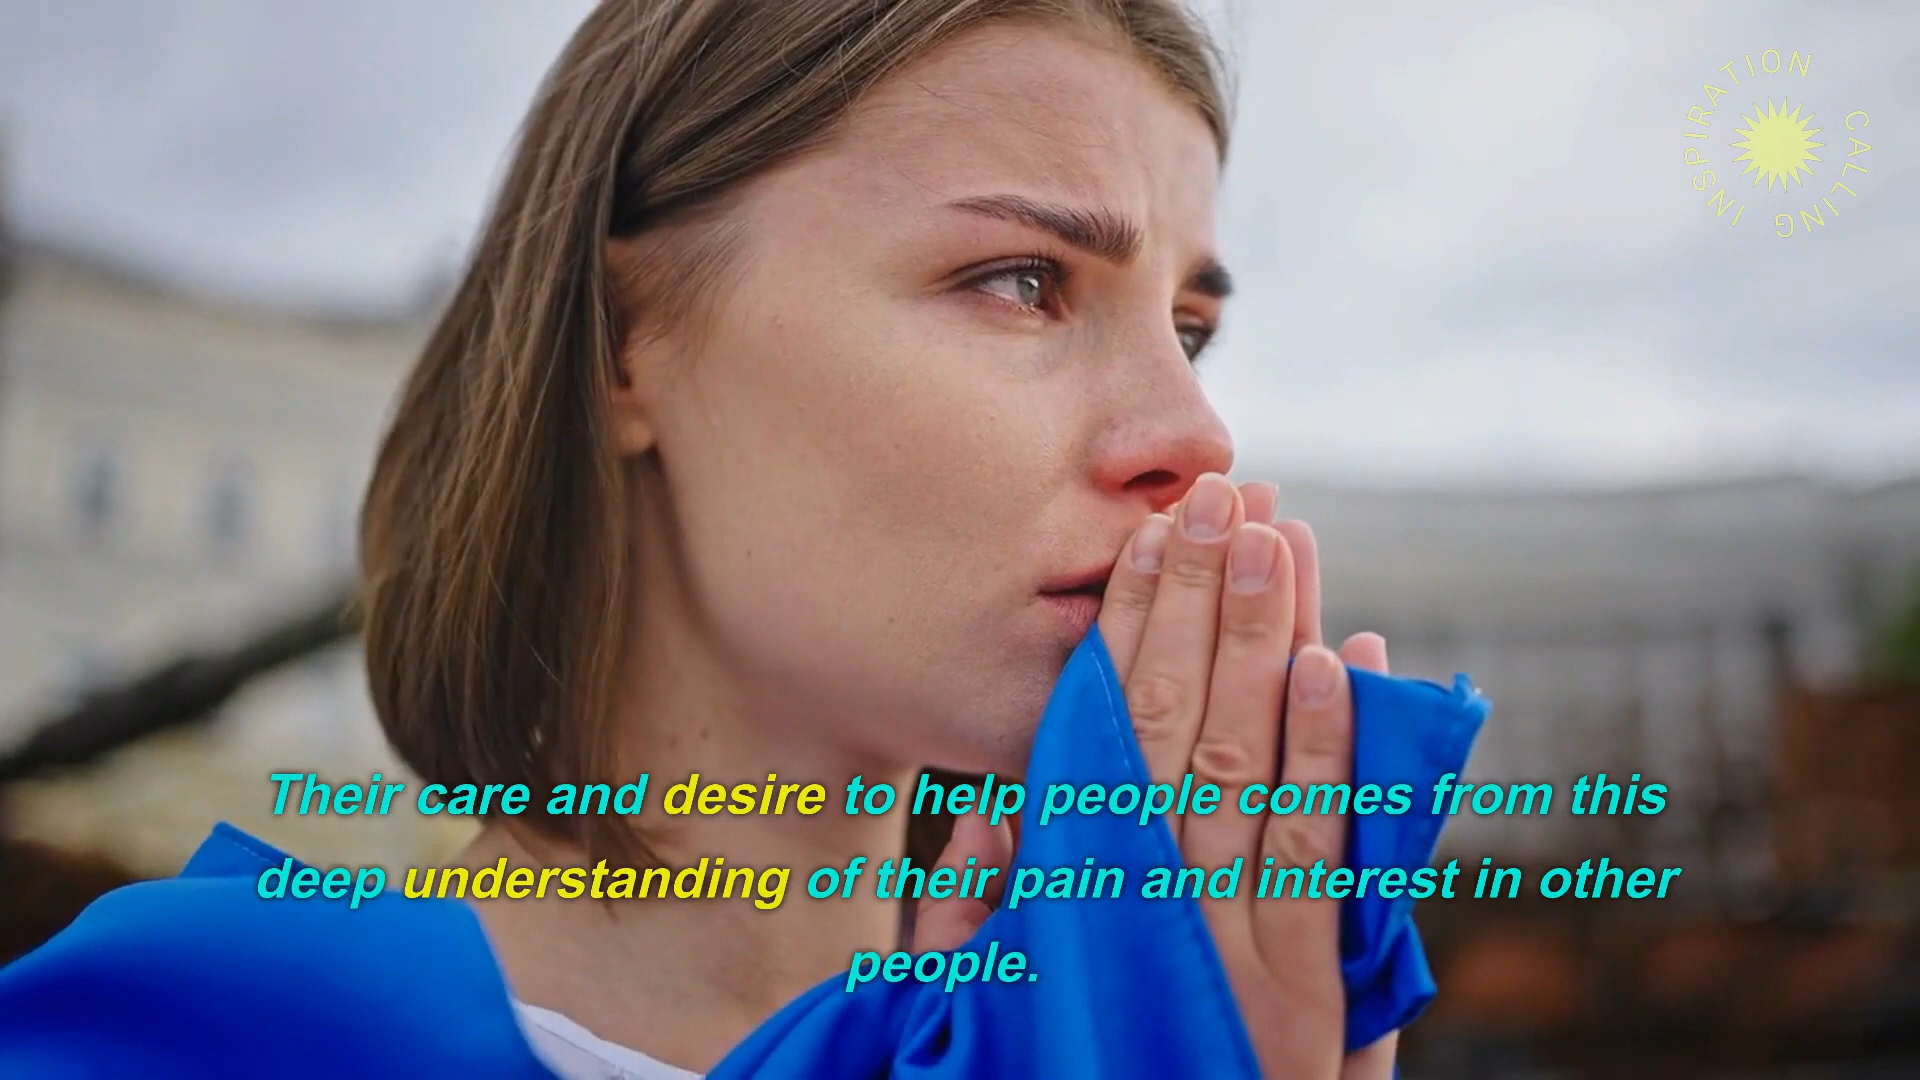 INSPIRATION CALLING
Their care and desire to help people comes from this
deep understanding of their pain and interest in other
people.